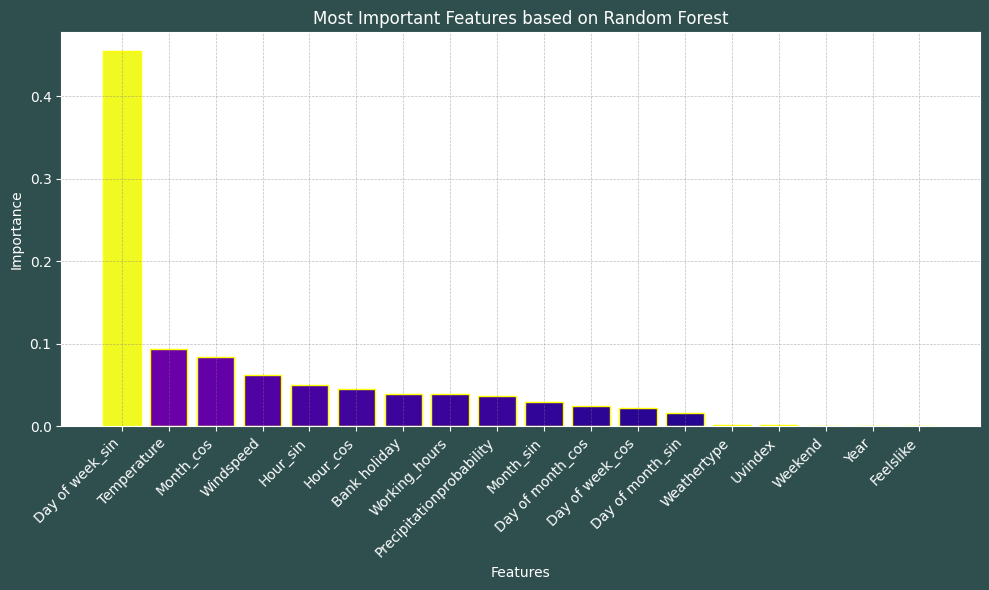 Most Important Features based on Random Forest
Importance
0.4
0.3
0.2
0.1
0.0
Day of week_sin
Temperature
Month_cos
Windspeed
Hour_sin
Hour_cos
Bank holiday
Working_hours
Precipitationprobability
Month_sin
Day of month_cos
Day of week_cos
Day of month_sin
Weathertype
Uvindex
Weekend
Year
Feelslike
Features